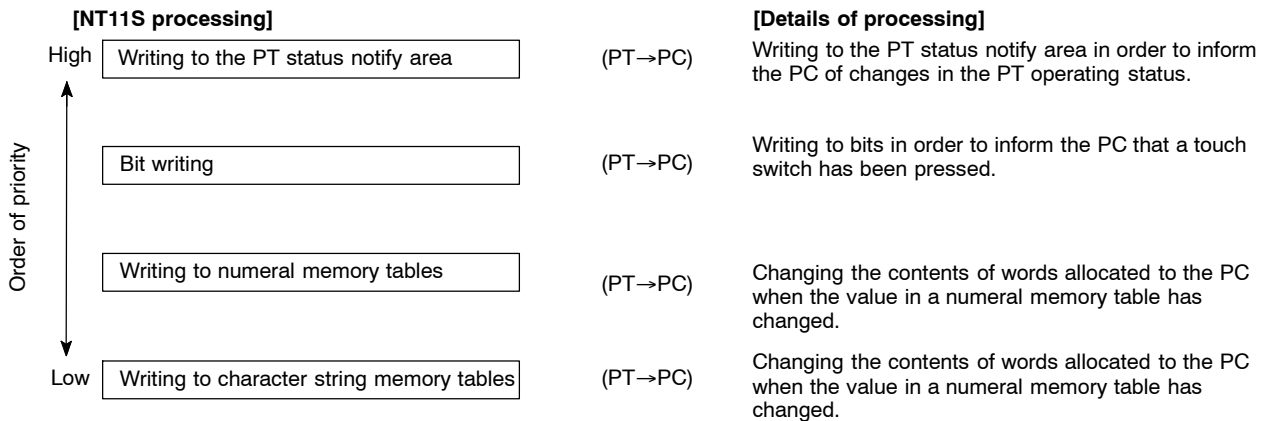 [NT11S processing]
[Details of processing]
High
Writing to the PT status notify area
(PT→PC)
Writing to the PT status notify area in order to inform
the PC of changes in the PT operating status.
Order of priority
Bit writing
(PT→PC)
Writing to bits in order to inform the PC that a touch
switch has been pressed.
Writing to numeral memory tables
(PT→PC)
Changing the contents of words allocated to the PC
when the value in a numeral memory table has
changed.
Low
Writing to character string memory tables
(PT→PC)
Changing the contents of words allocated to the PC
when the value in a numeral memory table has
changed.